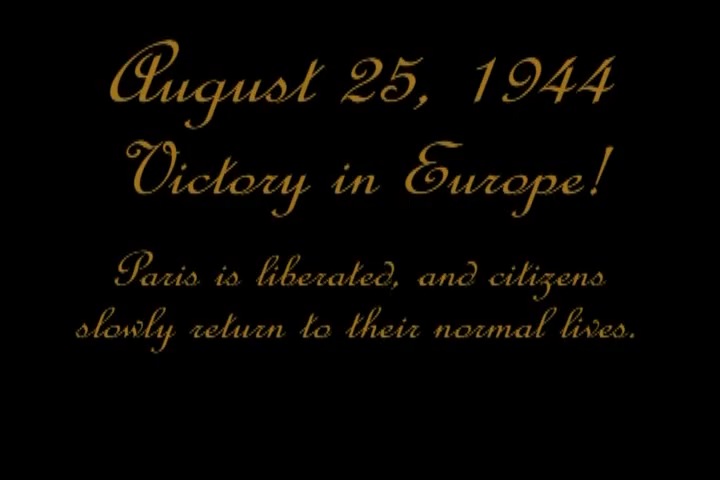 August 25, 1944
Victory in Europe!
Paris is liberated, and citizens
slowly return to their normal lives.